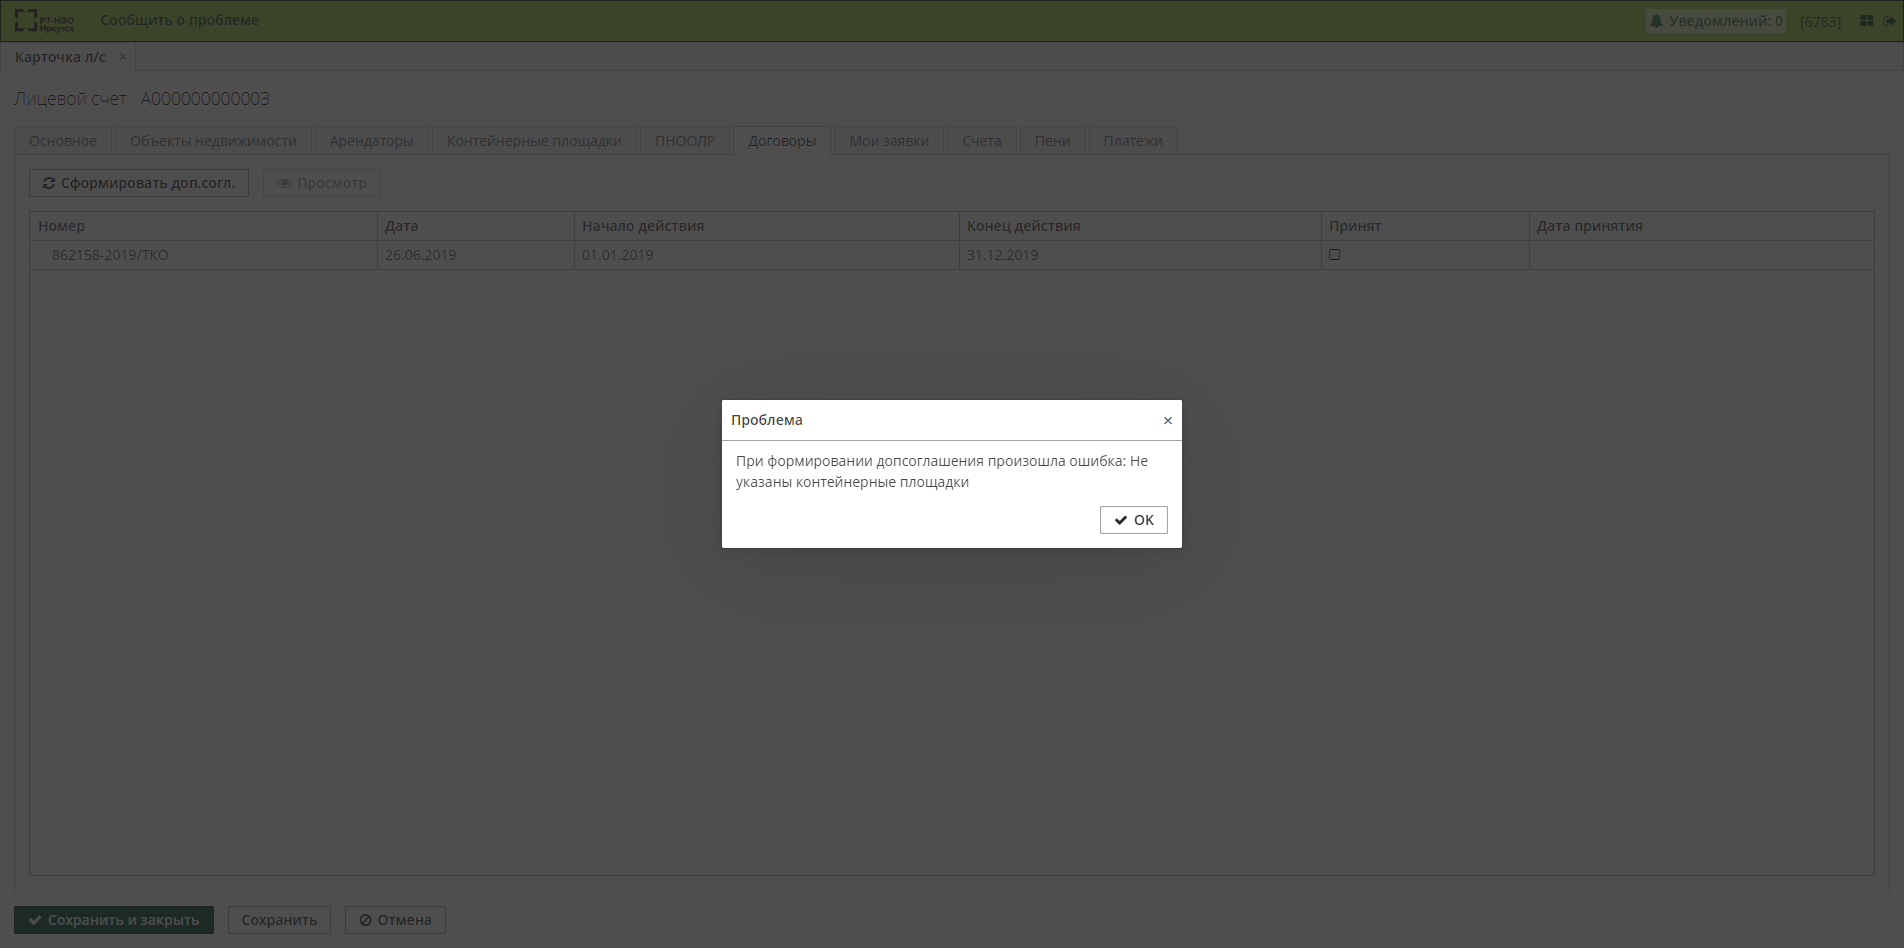 РТ-НЭО
Иркутск
Сообщить о проблеме
Уведомлений: 0
[6783]
Карточка л/с ×
Лицевой счет A000000000003
Основное Объекты недвижимости Арендаторы Контейнерные площадки ПНООЛР Договоры Мои заявки Счета Пени Платежи
Сформировать доп.согл. Просмотр
Номер Дата Начало действия Конец действия Принят Дата принятия
862158-2019/ТКО 26.06.2019 01.01.2019 31.12.2019
Проблема ×
При формировании допсоглашения произошла ошибка: Не
указаны контейнерные площадки
OK
Сохранить и закрыть Сохранить Отмена